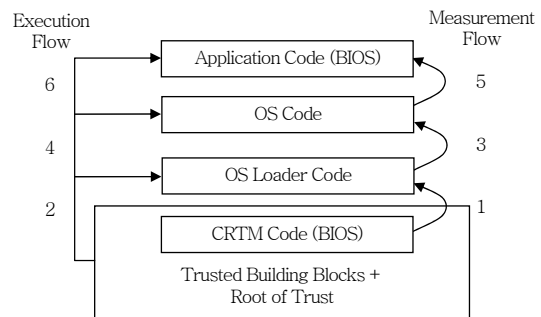 Execution
Flow
Measurement
Flow
Application Code (BIOS)
6
5
OS Code
4
3
OS Loader Code
2
1
CRTM Code (BIOS)
Trusted Building Blocks +
Root of Trust